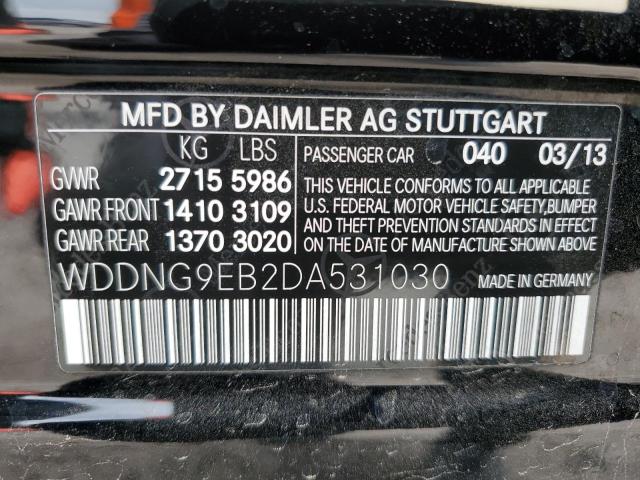 MFD BY DAIMLER AG STUTTGART
KG LBS
GVWR 2715 5986
GAWR FRONT 1410 3109
GAWR REAR 1370 3020
PASSENGER CAR 040 03/13
THIS VEHICLE CONFORMS TO ALL APPLICABLE
U.S. FEDERAL MOTOR VEHICLE SAFETY,BUMPER
AND THEFT PREVENTION STANDARDS IN EFFECT
ON THE DATE OF MANUFACTURE SHOWN ABOVE
WDDNG9EB2DA531030 MADE IN GERMANY